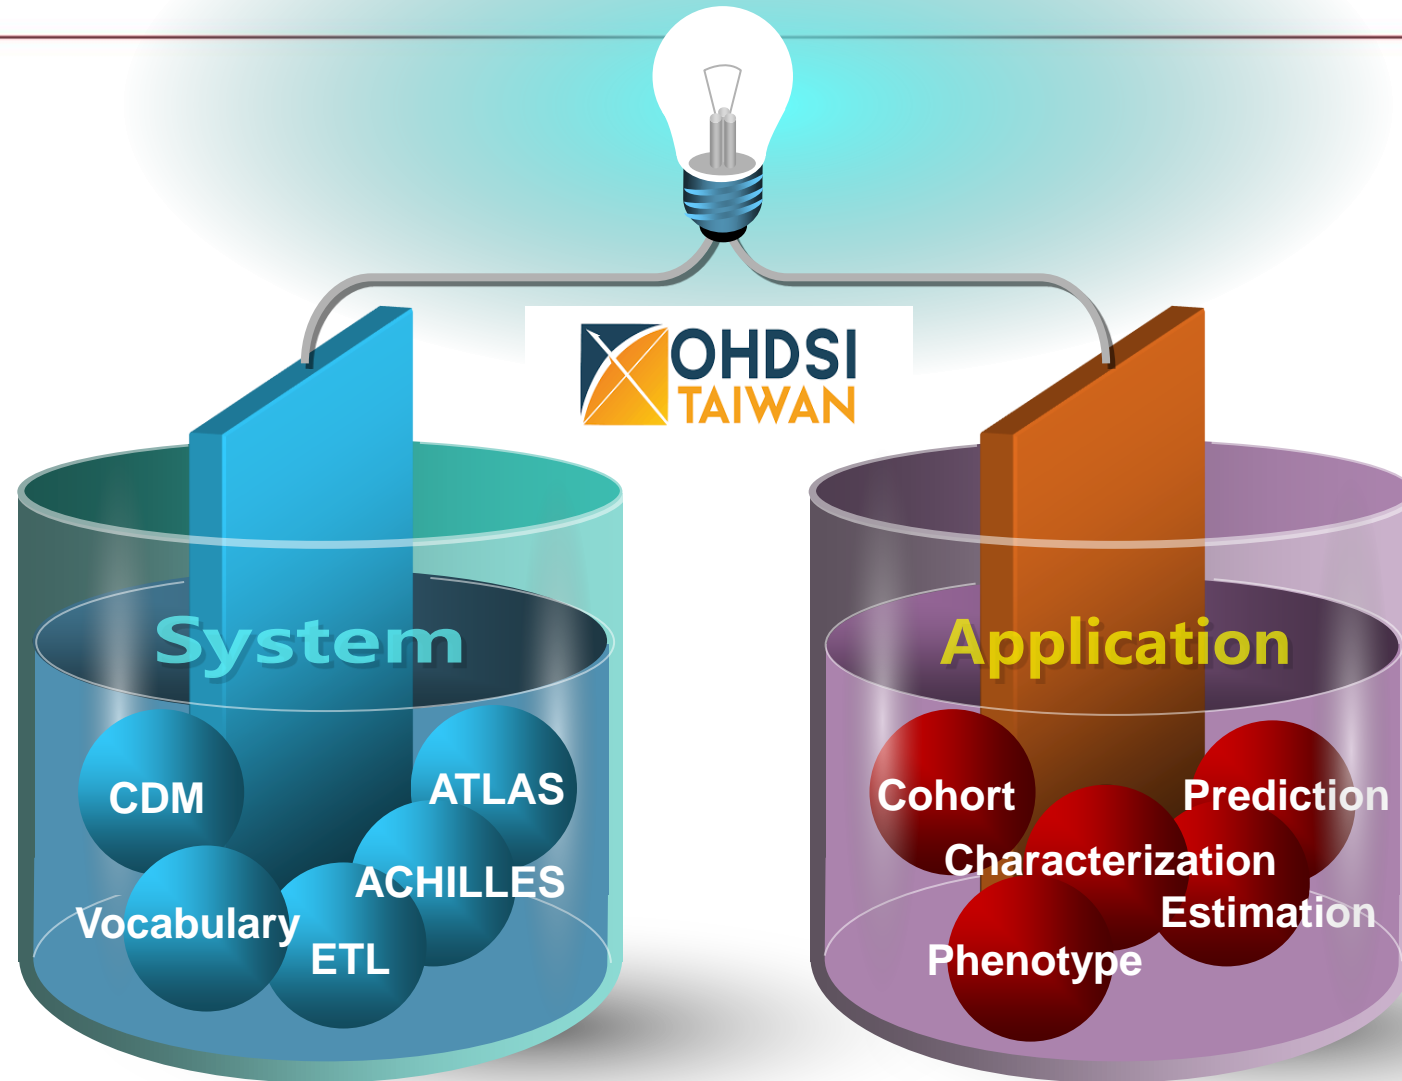 OHDSI
TAIWAN
System
CDM
ATLAS
ACHILLES
Vocabulary
ETL
Application
Cohort
Prediction
Characterization
Estimation
Phenotype